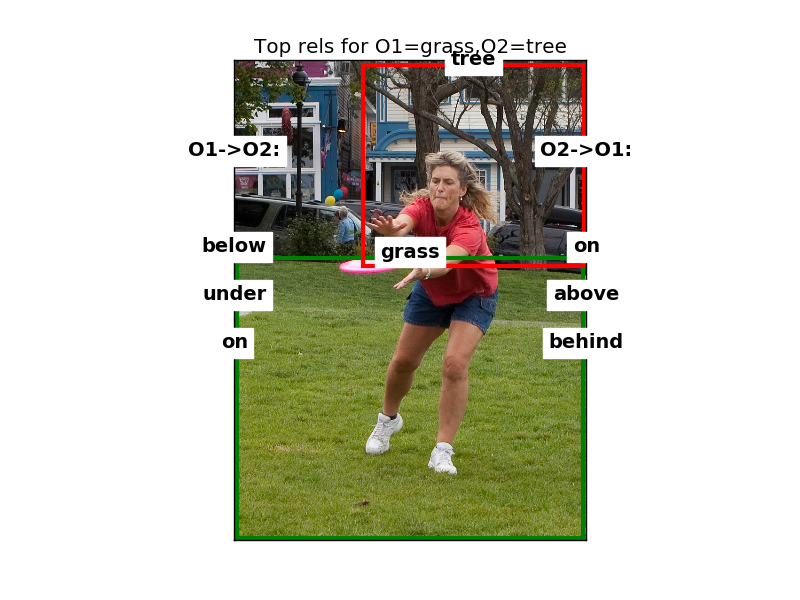 Top rels for O1=grass,O2=tree
tree
O1->O2: O2->O1:
below grass on
under above
on behind